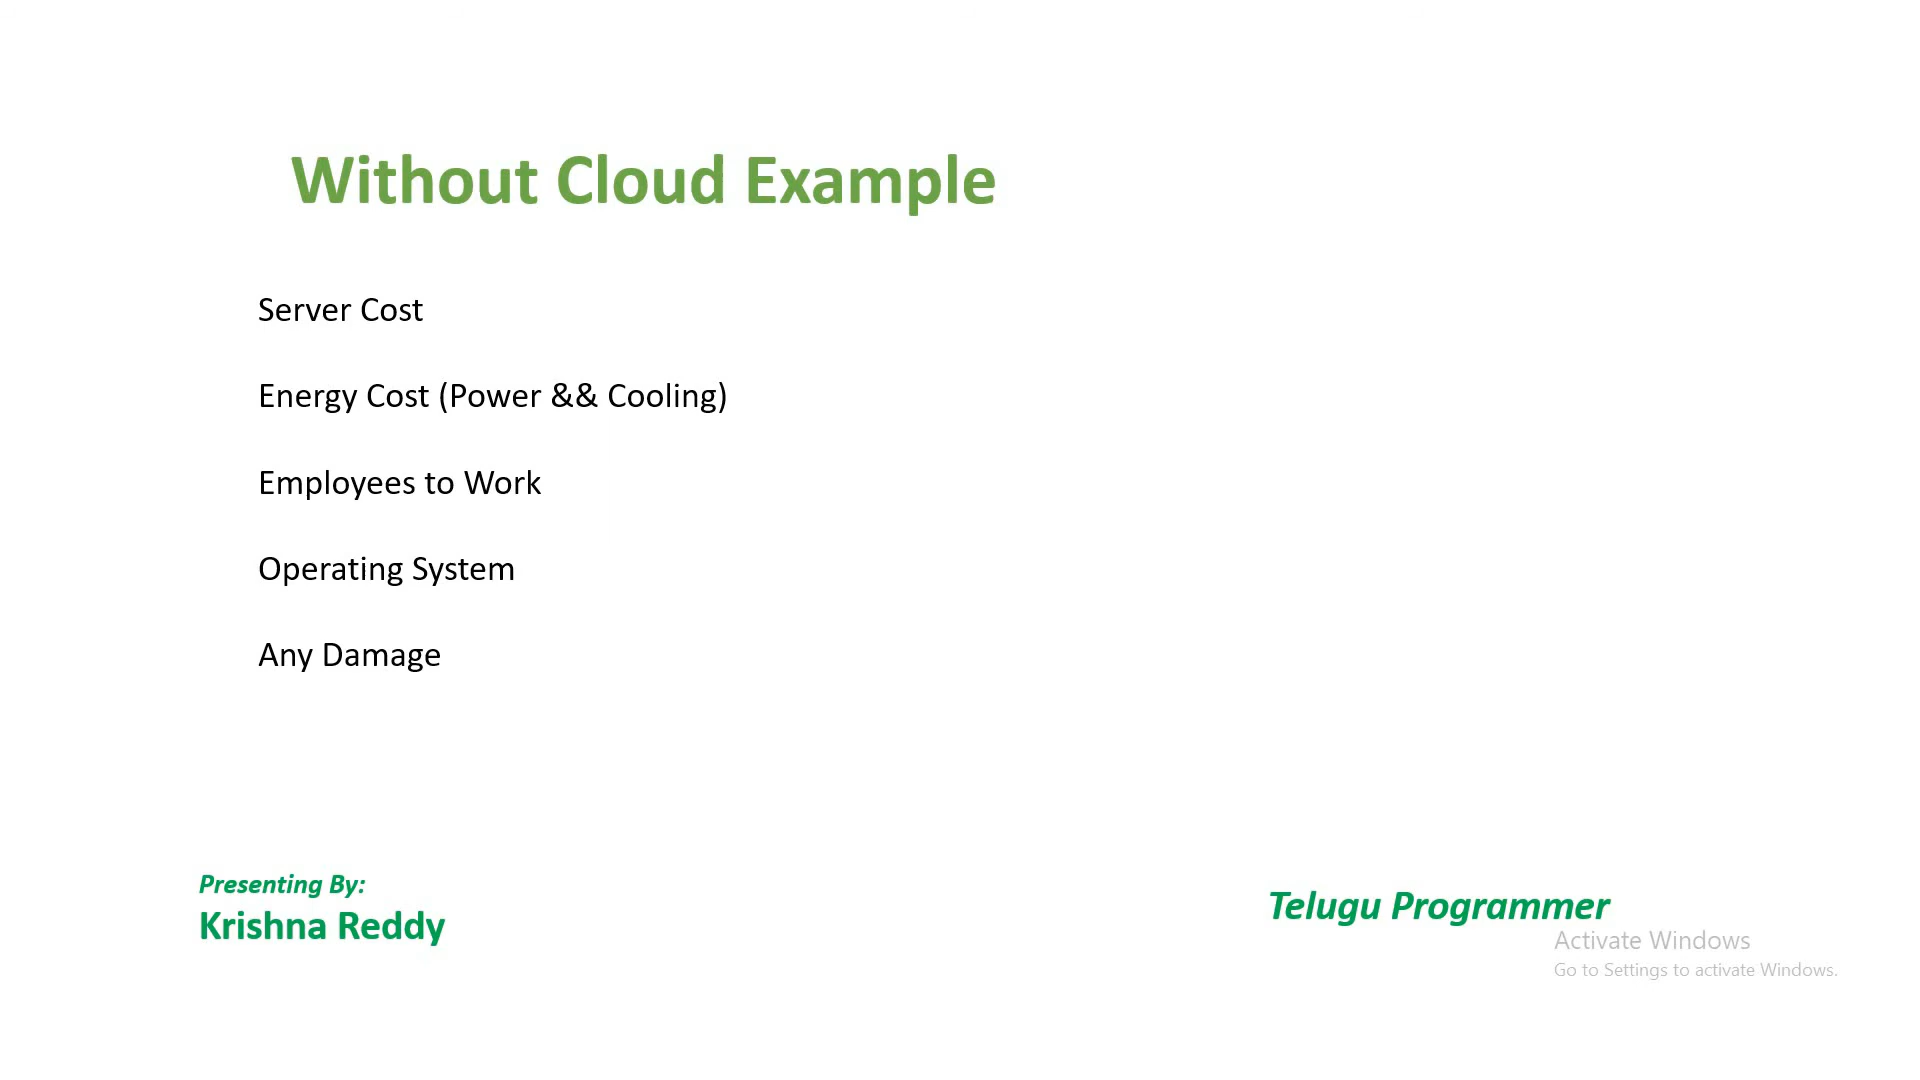 Without Cloud Example
Server Cost
Energy Cost (Power && Cooling)
Employees to Work
Operating System
Any Damage
Presenting By:
Krishna Reddy
Telugu Programmer
Activate Windows
Go to Settings to activate Windows.